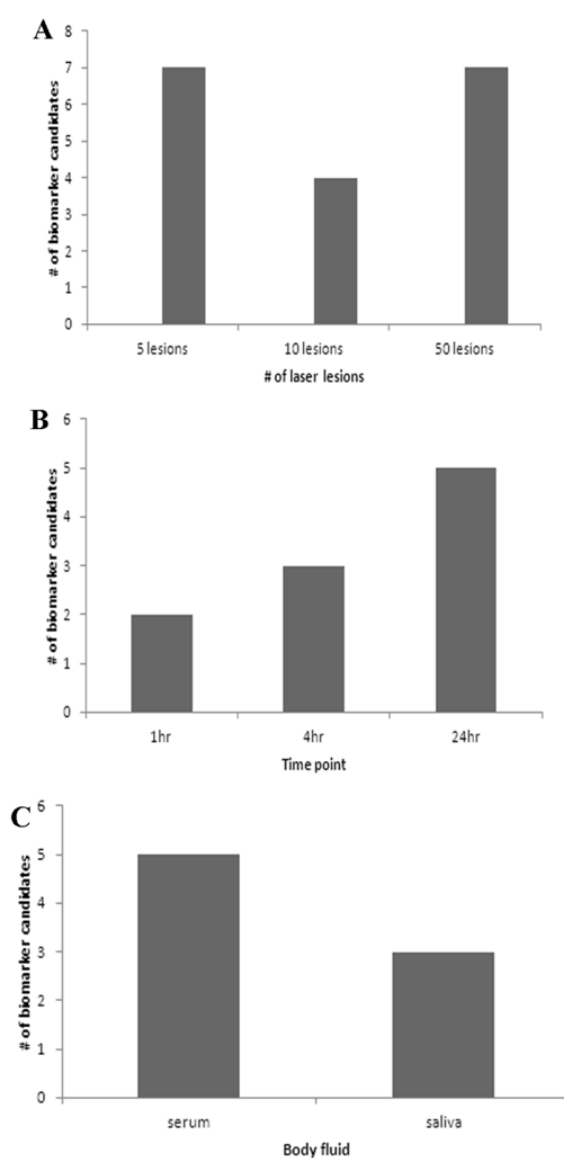 A
8
7
6
5
4
3
2
1
0
# of biomarker candidates
5 lesions 10 lesions 50 lesions
# of laser lesions
B
6
5
4
3
2
1
0
# of biomarker candidates
1hr 4hr 24hr
Time point
C
6
5
4
3
2
1
0
# of biomarker candidates
serum saliva
Body fluid